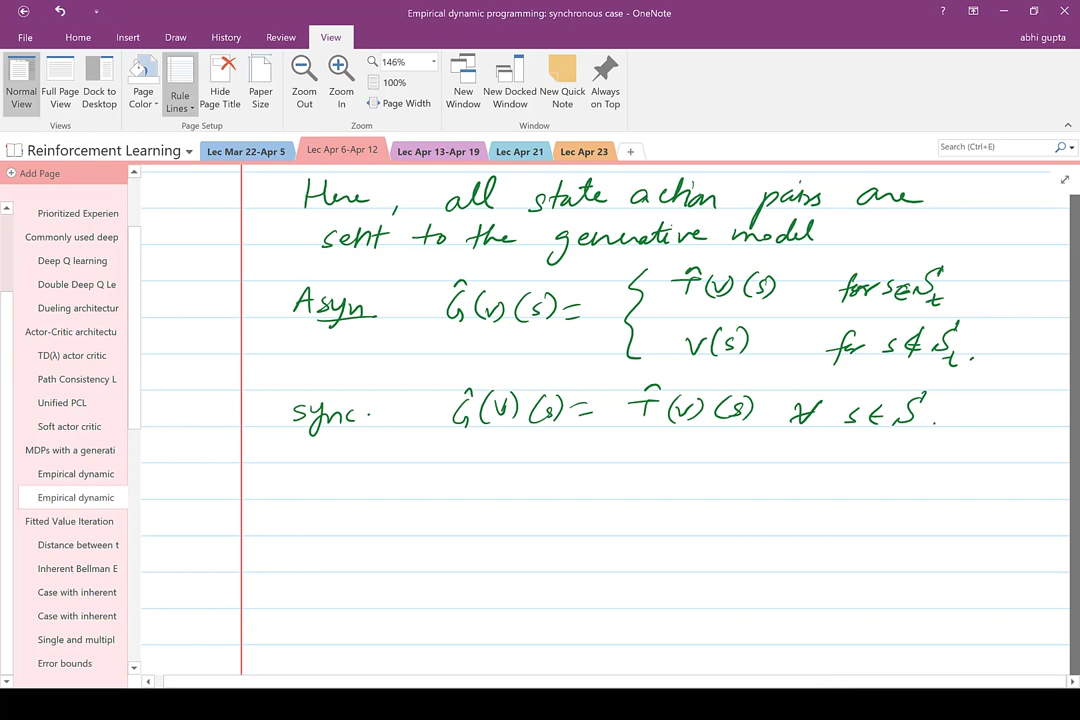 Empirical dynamic programming: synchronous case - OneNote
?
File Home Insert Draw History Review View abhi gupta
Normal View
Full Page View
Dock to Desktop
Page Color
Rule Lines
Hide Page Title
Paper Size
Zoom Out
Zoom In
146%
100%
Page Width
New Window
New Docked Window
New Quick Note
Always on Top
Views Page Setup Zoom Window
Reinforcement Learning Lec Mar 22-Apr 5 Lec Apr 6-Apr 12 Lec Apr 13-Apr 19 Lec Apr 21 Lec Apr 23 + Search (Ctrl+E)
Add Page
Prioritized Experien
Commonly used deep
Deep Q learning
Double Deep Q Le
Dueling architectur
Actor-Critic architectu
TD(λ) actor critic
Path Consistency L
Unified PCL
Soft actor critic
MDPs with a generati
Empirical dynamic
Empirical dynamic
Fitted Value Iteration
Distance between t
Inherent Bellman E
Case with inherent
Case with inherent
Single and multipl
Error bounds
Here, all state action pairs are
sent to the generative model
Asyn Ĝ(v)(s) = { T̂(v)(s) for s∈S_t
v(s) for s∉S_t.
sync. Ĝ(v)(s) = T̂(v)(s) ∀ s∈S.